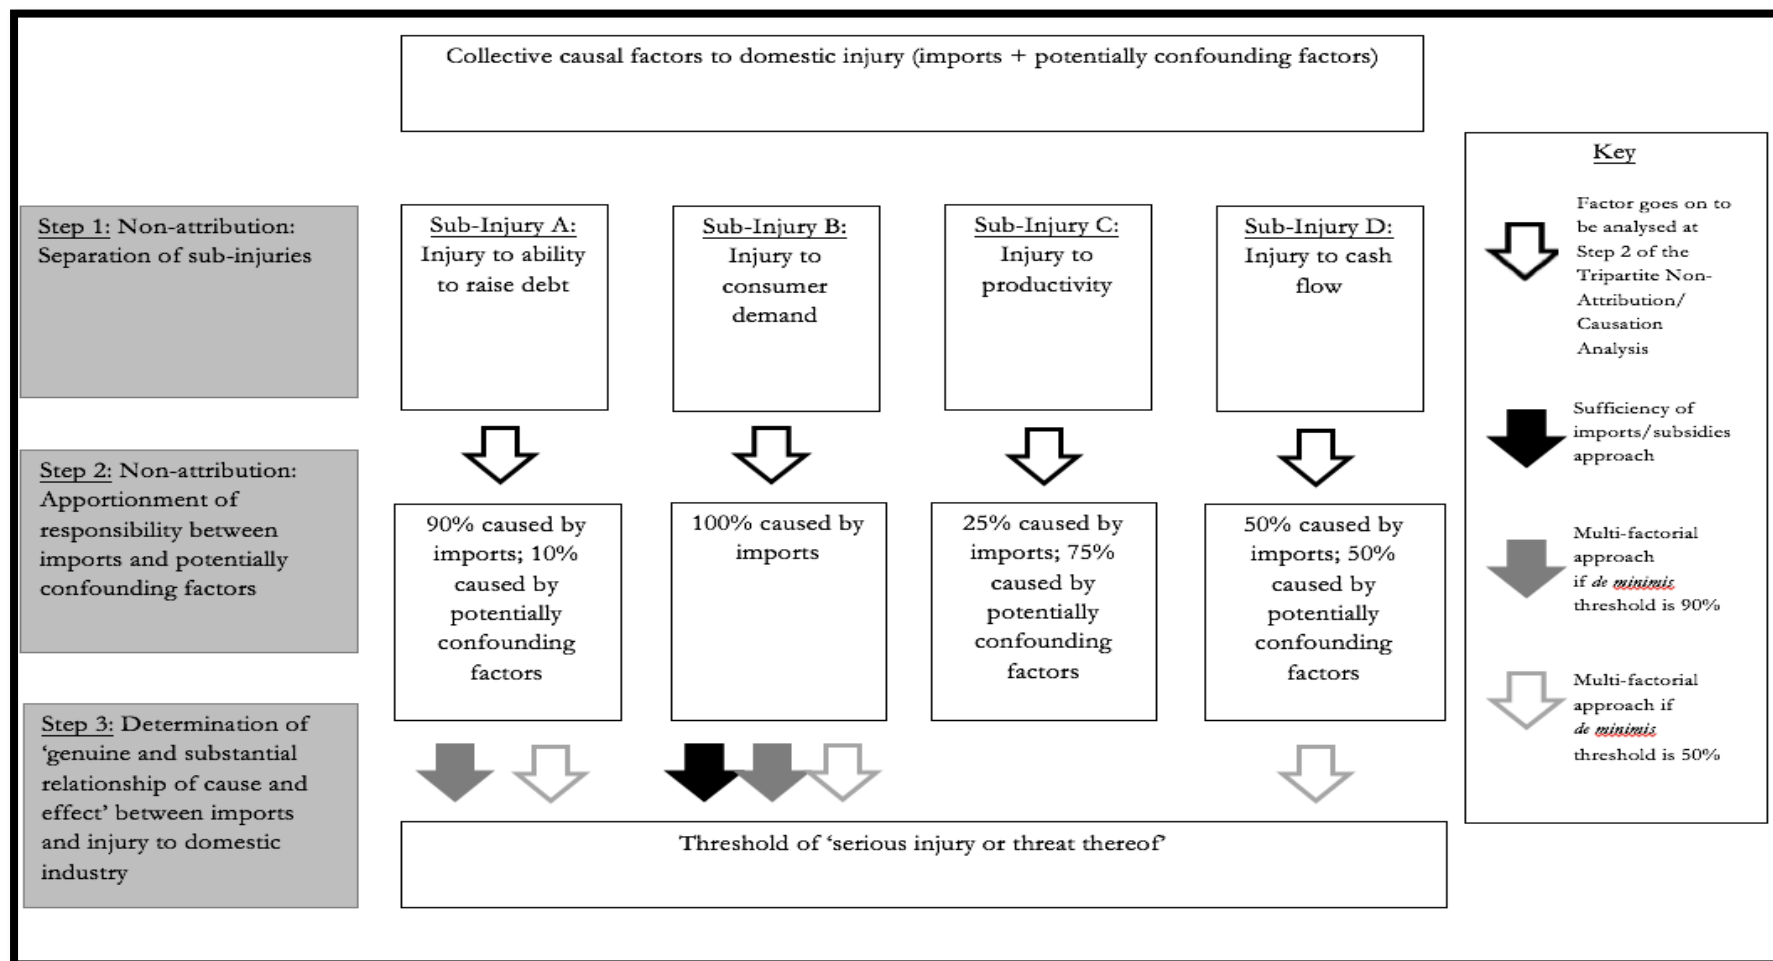 Collective causal factors to domestic injury (imports + potentially confounding factors)
Step 1: Non-attribution:
Separation of sub-injuries
Sub-Injury A:
Injury to ability
to raise debt
Sub-Injury B:
Injury to
consumer
demand
Sub-Injury C:
Injury to
productivity
Sub-Injury D:
Injury to cash
flow
Step 2: Non-attribution:
Apportionment of
responsibility between
imports and potentially
confounding factors
90% caused by
imports; 10%
caused by
potentially
confounding
factors
100% caused by
imports
25% caused by
imports; 75%
caused by
potentially
confounding
factors
50% caused by
imports; 50%
caused by
potentially
confounding
factors
Step 3: Determination of
‘genuine and substantial
relationship of cause and
effect’ between imports
and injury to domestic
industry
Threshold of ‘serious injury or threat thereof’
Key
Factor goes on to
be analysed at
Step 2 of the
Tripartite Non-
Attribution/
Causation
Analysis
Sufficiency of
imports/subsidies
approach
Multi-factorial
approach
if de minimis
threshold is 90%
Multi-factorial
approach if
de minimis
threshold is 50%